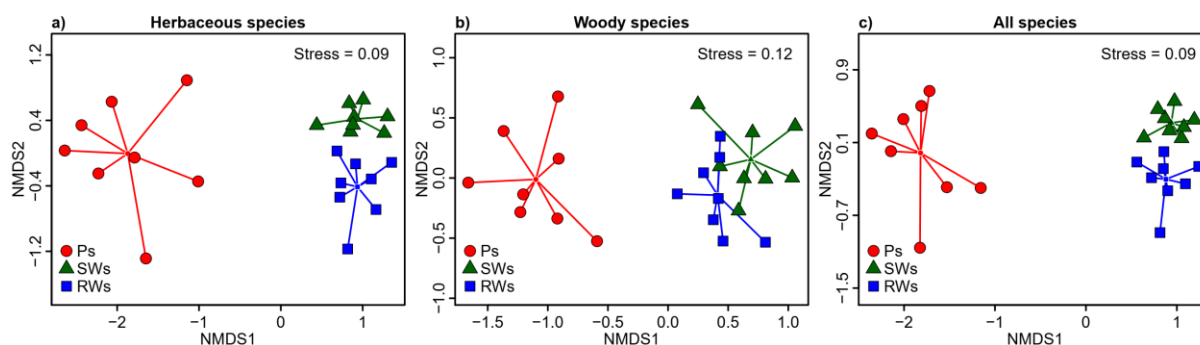 a) Herbaceous species
Stress = 0.09
1.2
0.4
−0.4
−1.2
NMDS2
Ps
SWs
RWs
−2 −1 0 1
NMDS1
b) Woody species
Stress = 0.12
1.0
0.5
0.0
−0.5
−1.0
NMDS2
Ps
SWs
RWs
−1.5 −1.0 −0.5 0.0 0.5 1.0
NMDS1
c) All species
Stress = 0.09
0.9
0.1
−0.7
−1.5
NMDS2
Ps
SWs
RWs
−2 −1 0 1
NMDS1